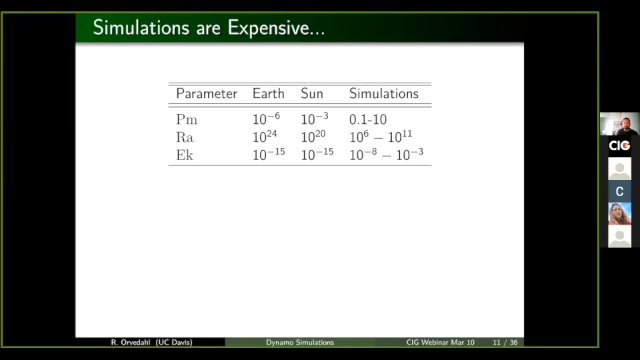 Simulations are Expensive...
Parameter Earth Sun Simulations
Pm 10⁻⁶ 10⁻³ 0.1-10
Ra 10²⁴ 10²⁰ 10⁶ − 10¹¹
Ek 10⁻¹⁵ 10⁻¹⁵ 10⁻⁸ − 10⁻³
CIG
C
R. Orvedahl (UC Davis) Dynamo Simulations CIG Webinar Mar 10 11 / 36